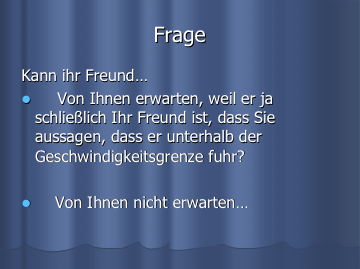 Frage
Kann ihr Freund…
Von Ihnen erwarten, weil er ja
schließlich Ihr Freund ist, dass Sie
aussagen, dass er unterhalb der
Geschwindigkeitsgrenze fuhr?
Von Ihnen nicht erwarten…